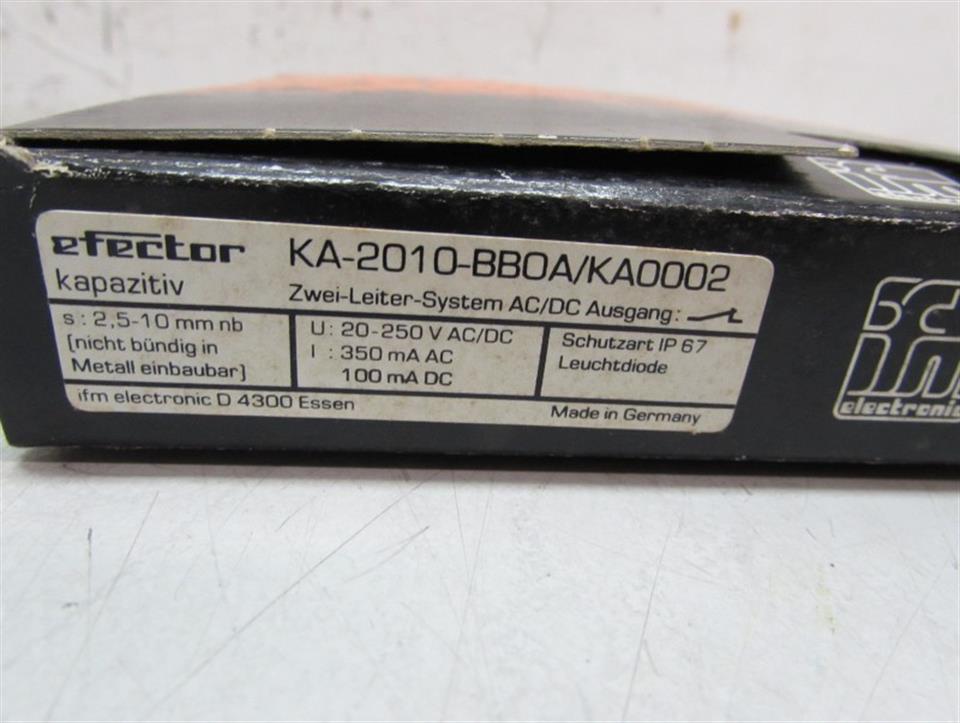 efector KA-2010-BBOA/KA0002
kapazitiv Zwei-Leiter-System AC/DC Ausgang:
s : 2,5-10 mm nb
[nicht bündig in
Metall einbaubar]
U : 20-250 V AC/DC
I : 350 mA AC
100 mA DC
Schutzart IP 67
Leuchtdiode
ifm electronic D 4300 Essen Made in Germany
ifm
electronic